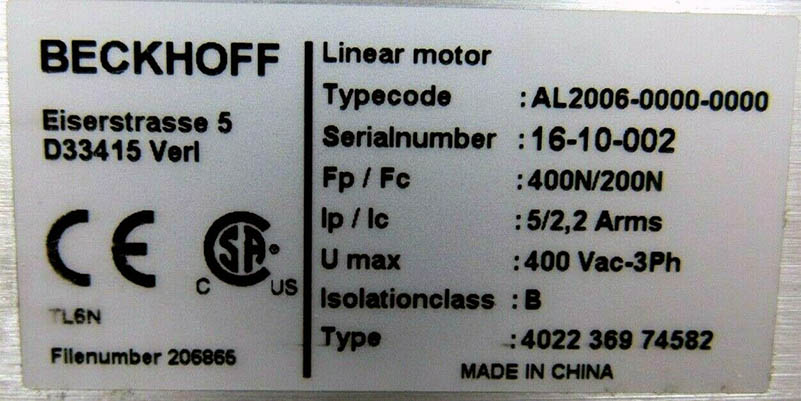 BECKHOFF
Eiserstrasse 5
D33415 Verl
CE
SA
C US
TL6N
Filenumber 206865
Linear motor
Typecode : AL2006-0000-0000
Serialnumber : 16-10-002
Fp / Fc : 400N/200N
Ip / Ic : 5/2,2 Arms
U max : 400 Vac-3Ph
Isolationclass : B
Type : 4022 369 74582
MADE IN CHINA